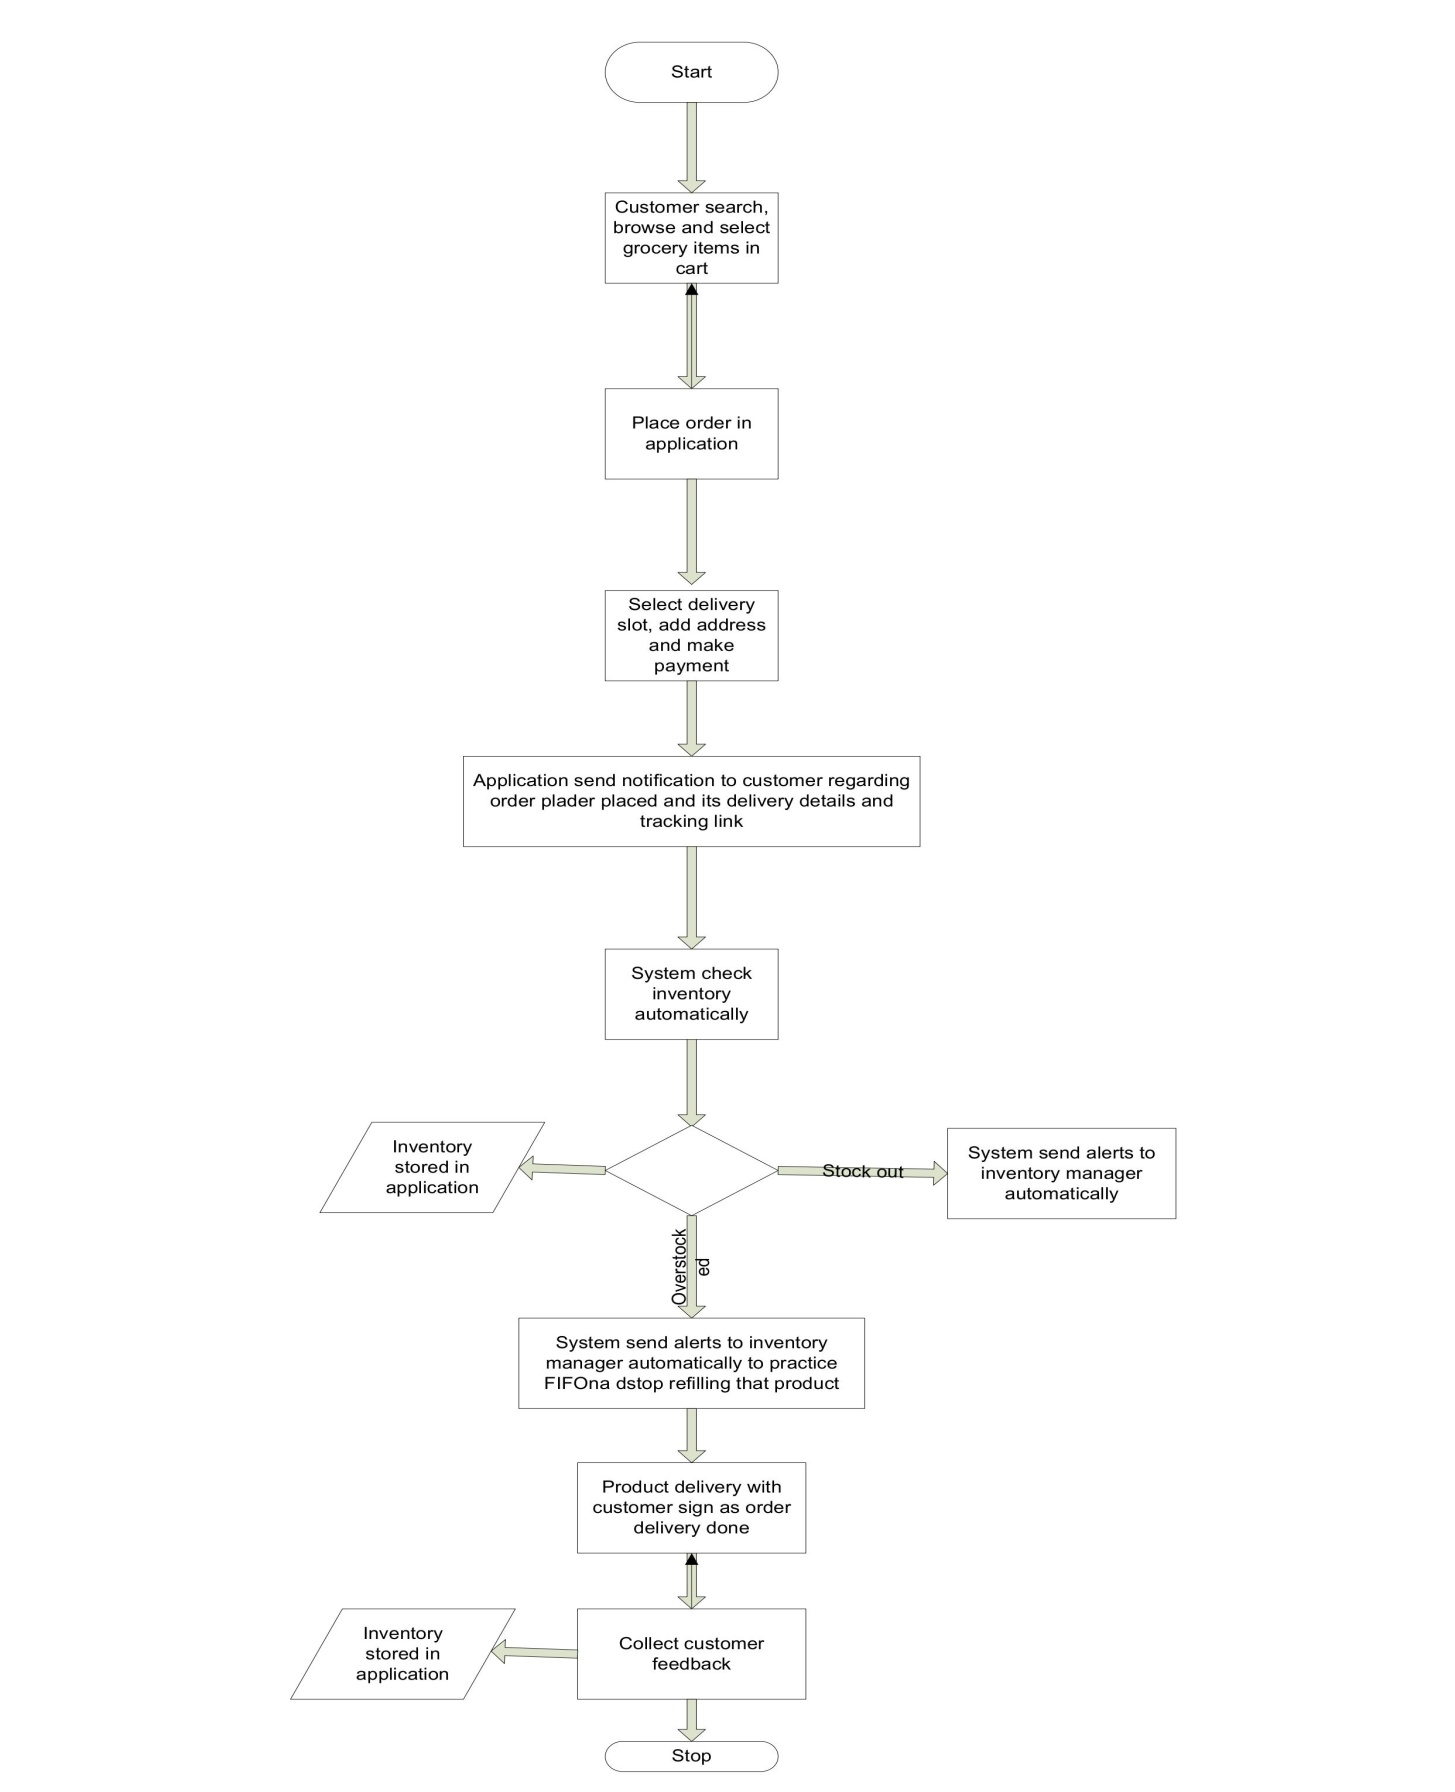 Start
Customer search,
browse and select
grocery items in
cart
Place order in
application
Select delivery
slot, add address
and make
payment
Application send notification to customer regarding
order plader placed and its delivery details and
tracking link
System check
inventory
automatically
Inventory
stored in
application
Stock out
System send alerts to
inventory manager
automatically
Overstock
ed
System send alerts to inventory
manager automatically to practice
FIFOna dstop refilling that product
Product delivery with
customer sign as order
delivery done
Inventory
stored in
application
Collect customer
feedback
Stop